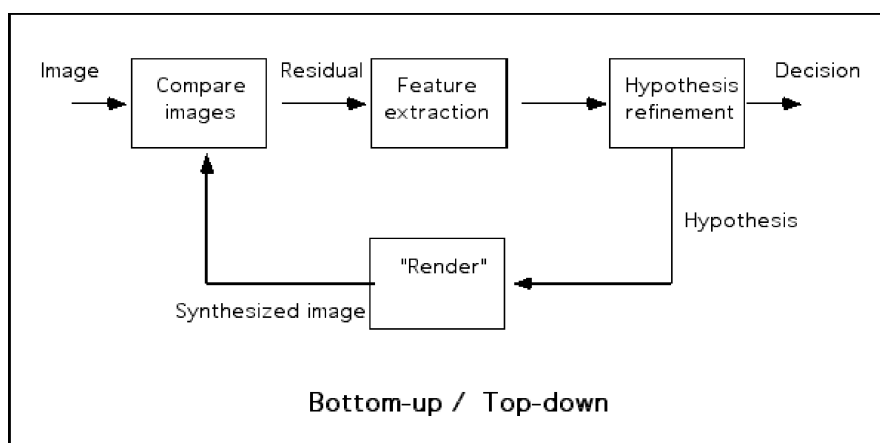 Image
Compare
images
Residual
Feature
extraction
Hypothesis
refinement
Decision
Hypothesis
"Render"
Synthesized image
Bottom-up / Top-down